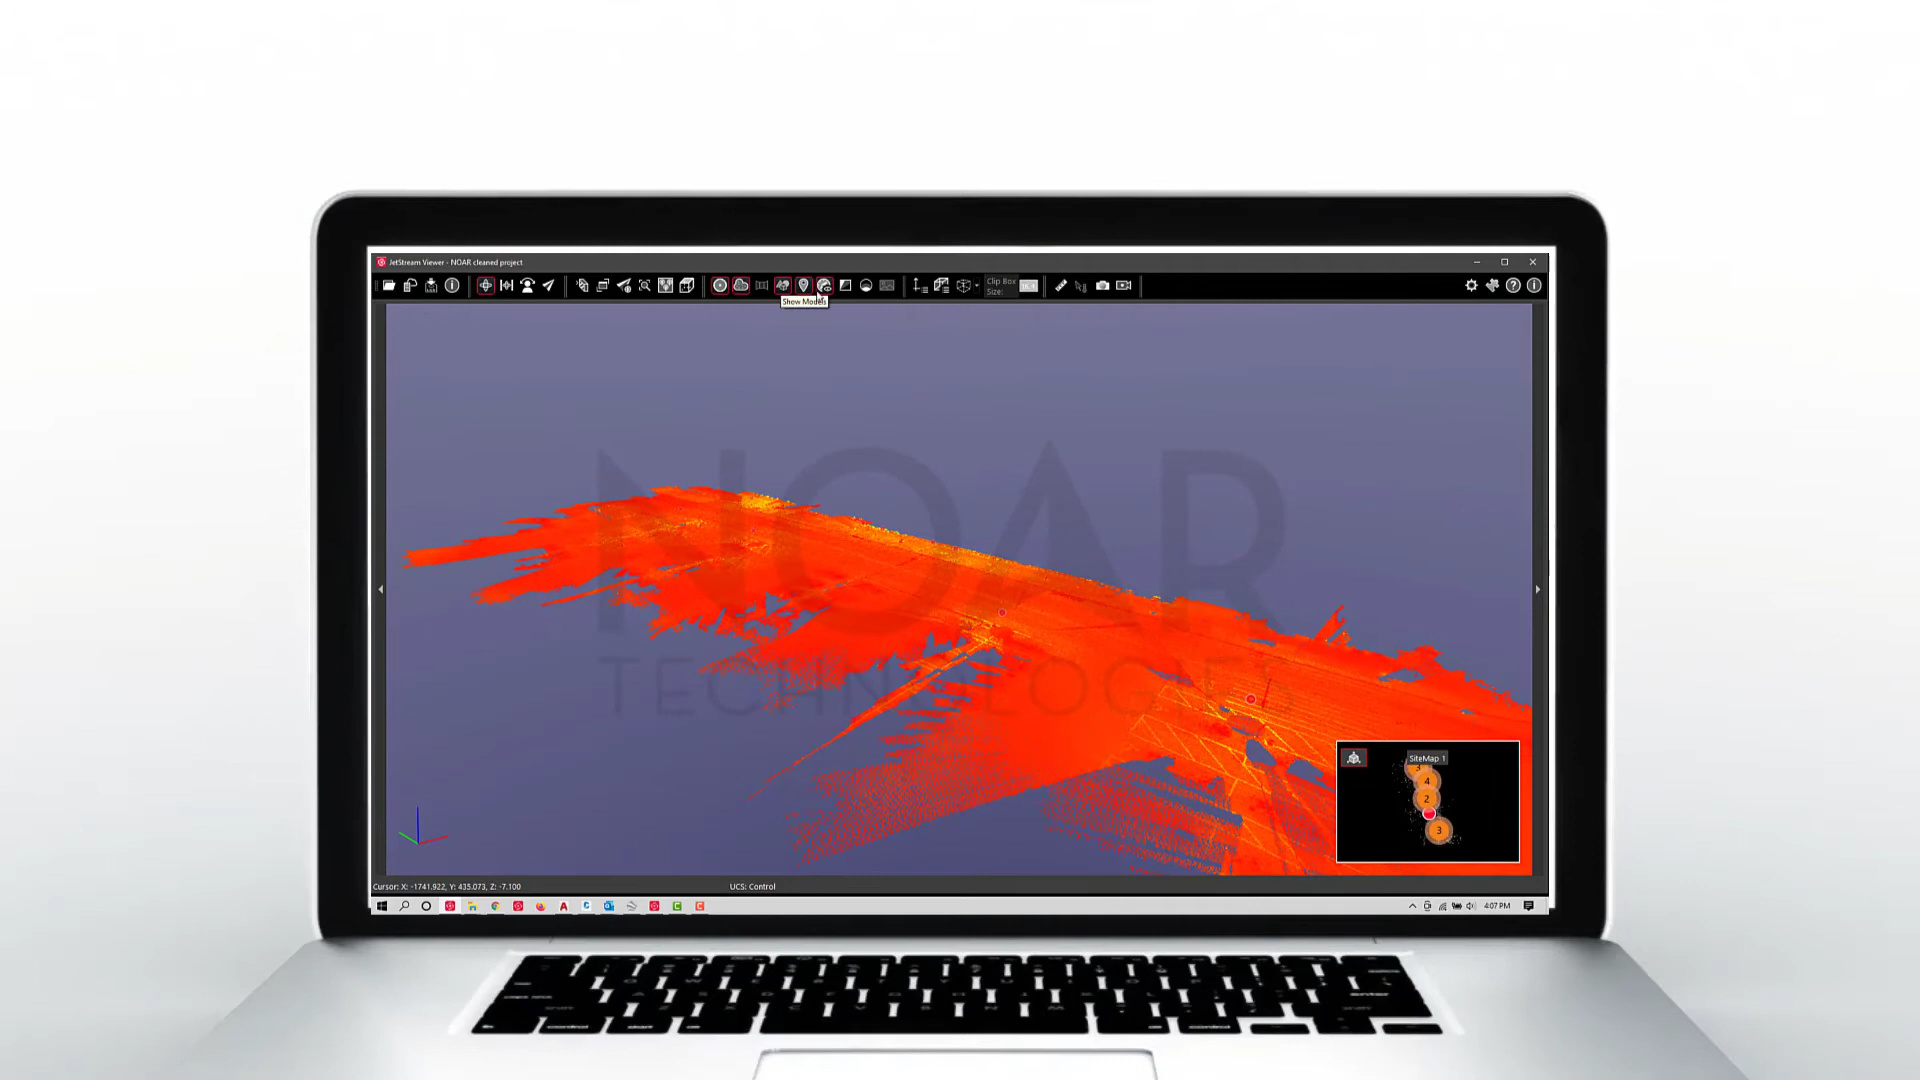 JetStream Viewer - NOAR cleaned project
Clip Box
Size:
Show Models
NOAR
TECHNOLOGIES
SiteMap 1
3
4
2
3
Cursor: X: -1741.922, Y: 435.073, Z: -7.100
UCS: Control
4:07 PM